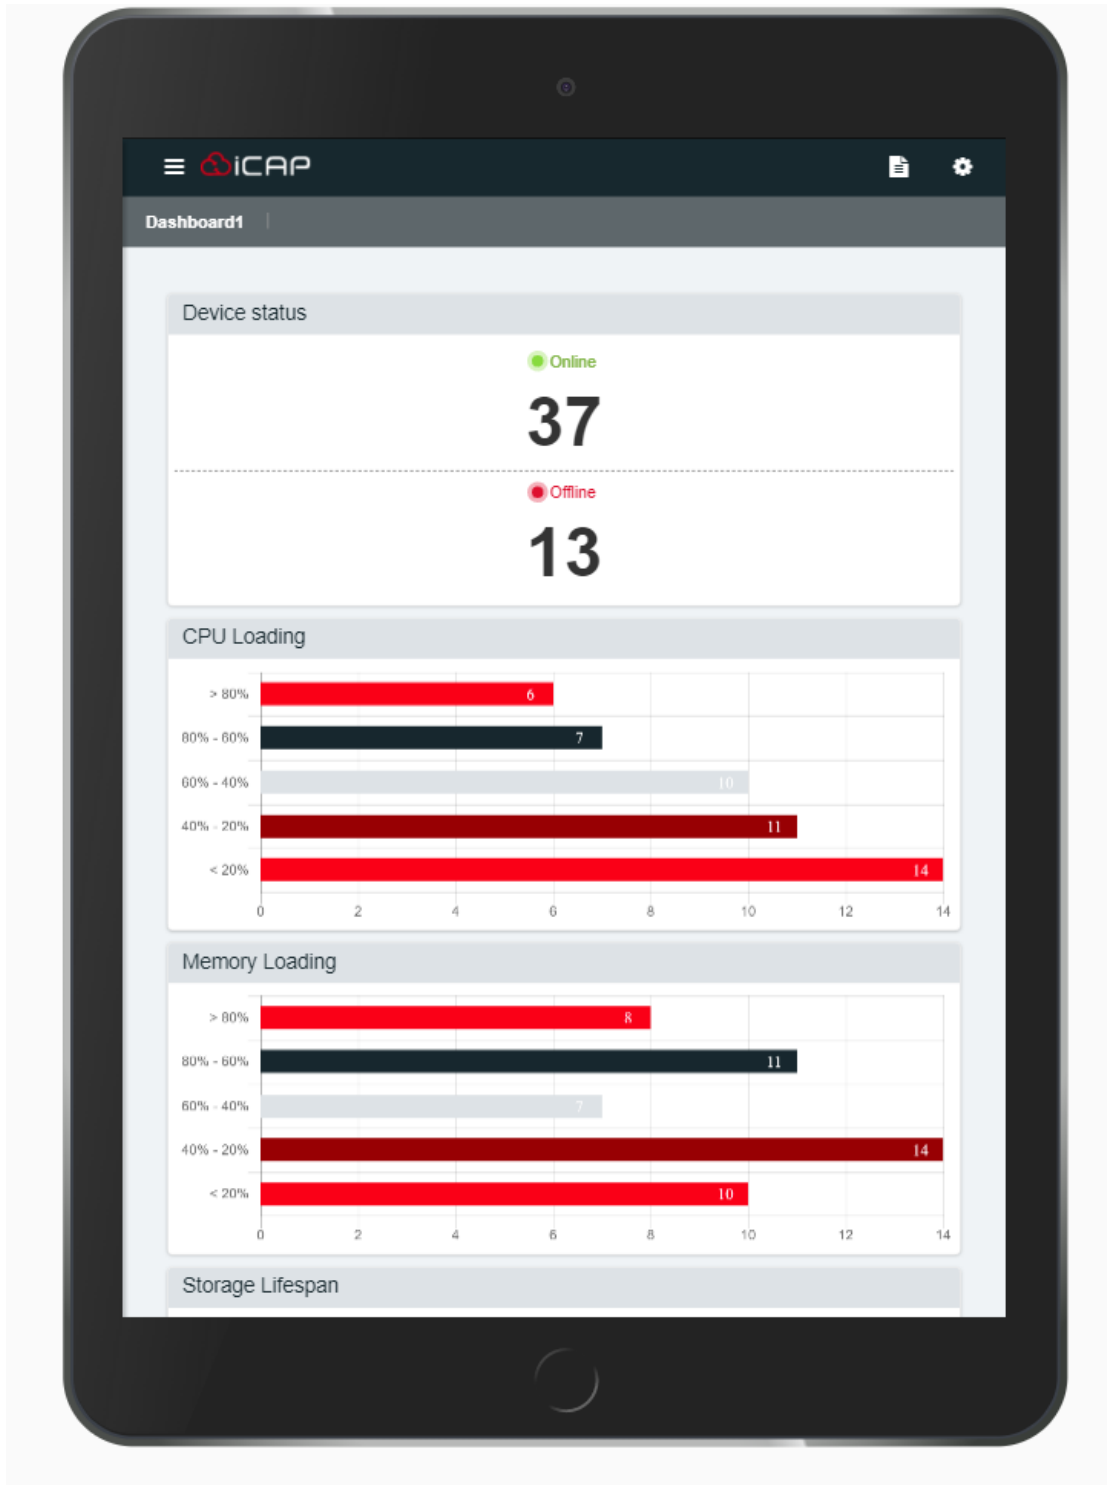 iCAP
Dashboard1
Device status
Online
37
Offline
13
CPU Loading
> 80% 6
80% - 60% 7
60% - 40% 10
40% - 20% 11
< 20% 14
0 2 4 6 8 10 12 14
Memory Loading
> 80% 8
80% - 60% 11
60% - 40% 7
40% - 20% 14
< 20% 10
0 2 4 6 8 10 12 14
Storage Lifespan